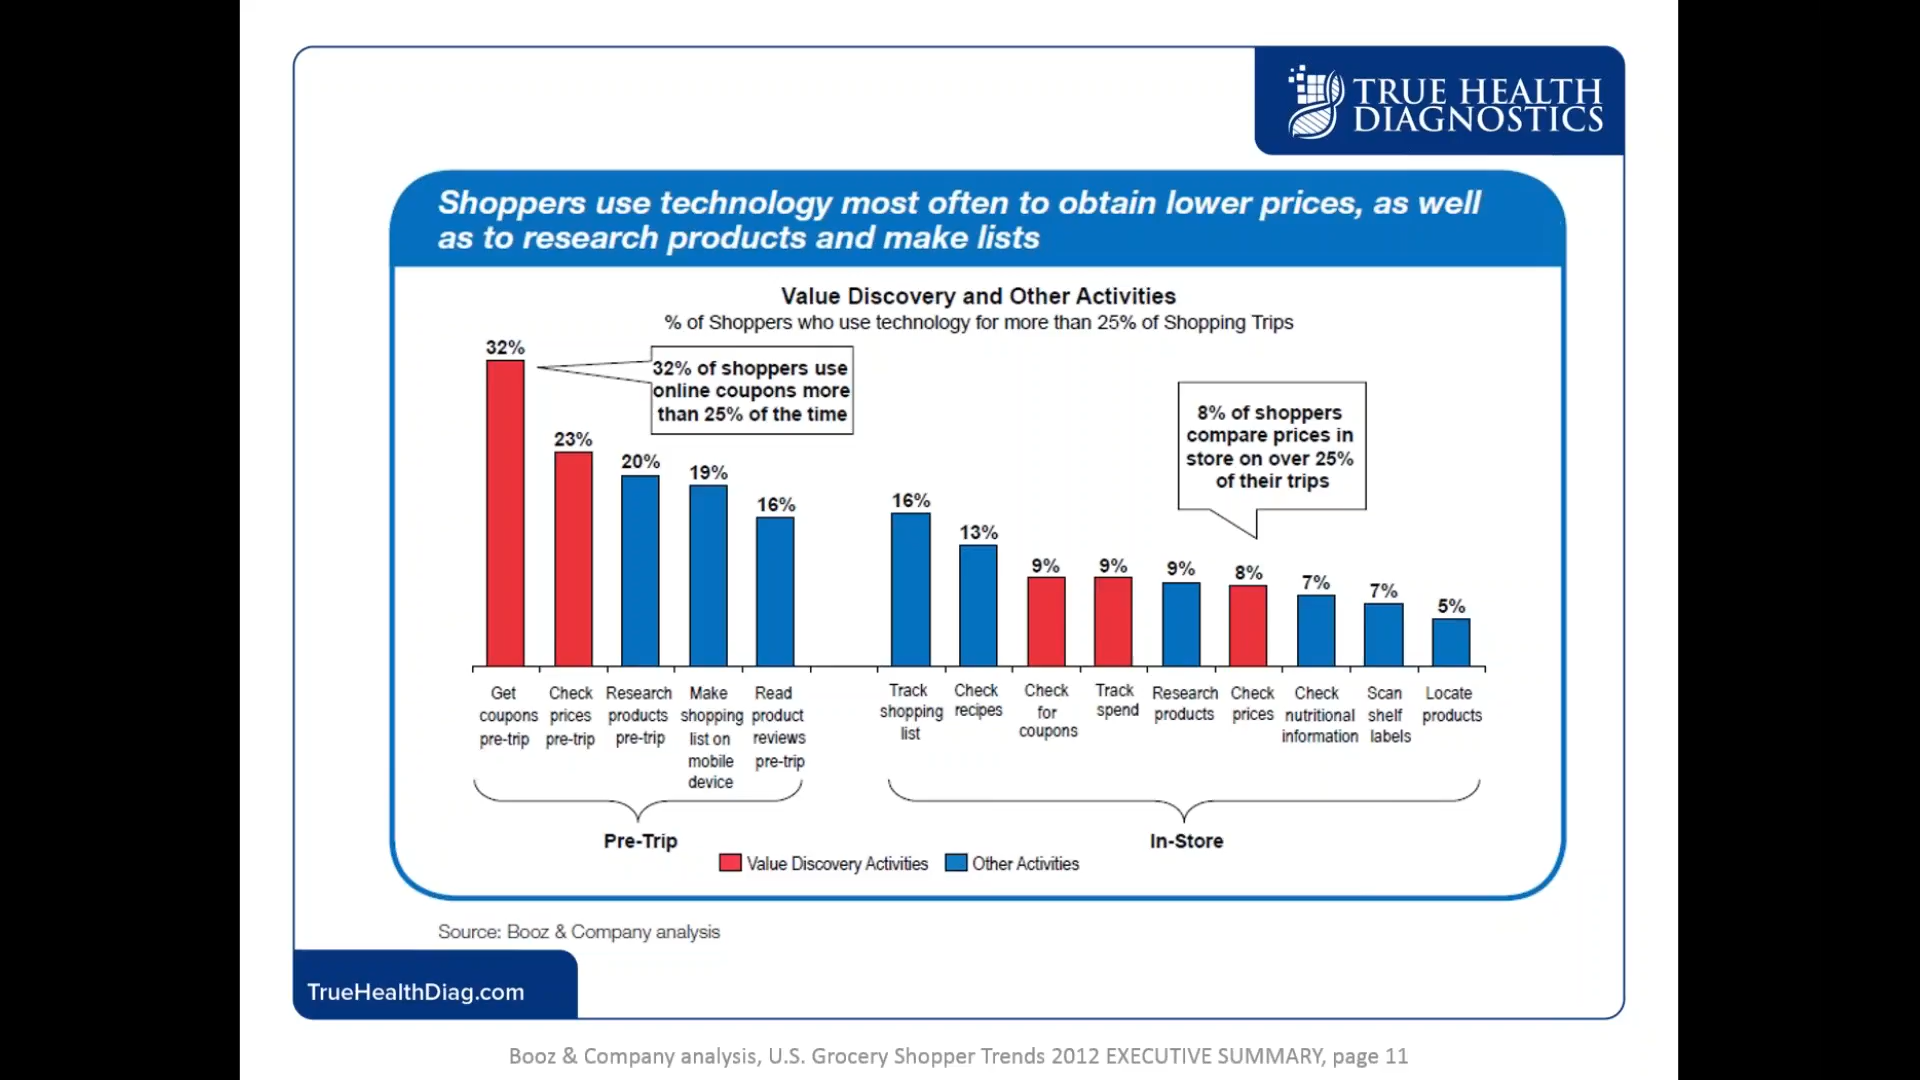 TRUE HEALTH
DIAGNOSTICS
Shoppers use technology most often to obtain lower prices, as well
as to research products and make lists
Value Discovery and Other Activities
% of Shoppers who use technology for more than 25% of Shopping Trips
32%
23%
20%
19%
16%
32% of shoppers use
online coupons more
than 25% of the time
16%
13%
9%
9%
9%
8%
7%
7%
5%
8% of shoppers
compare prices in
store on over 25%
of their trips
Get
coupons
pre-trip
Check
prices
pre-trip
Research
products
pre-trip
Make
shopping
list on
mobile
device
Read
product
reviews
pre-trip
Track
shopping
list
Check
recipes
Check
for
coupons
Track
spend
Research
products
Check
prices
Check
nutritional
information
Scan
shelf
labels
Locate
products
Pre-Trip
In-Store
Value Discovery Activities
Other Activities
Source: Booz & Company analysis
TrueHealthDiag.com
Booz & Company analysis, U.S. Grocery Shopper Trends 2012 EXECUTIVE SUMMARY, page 11